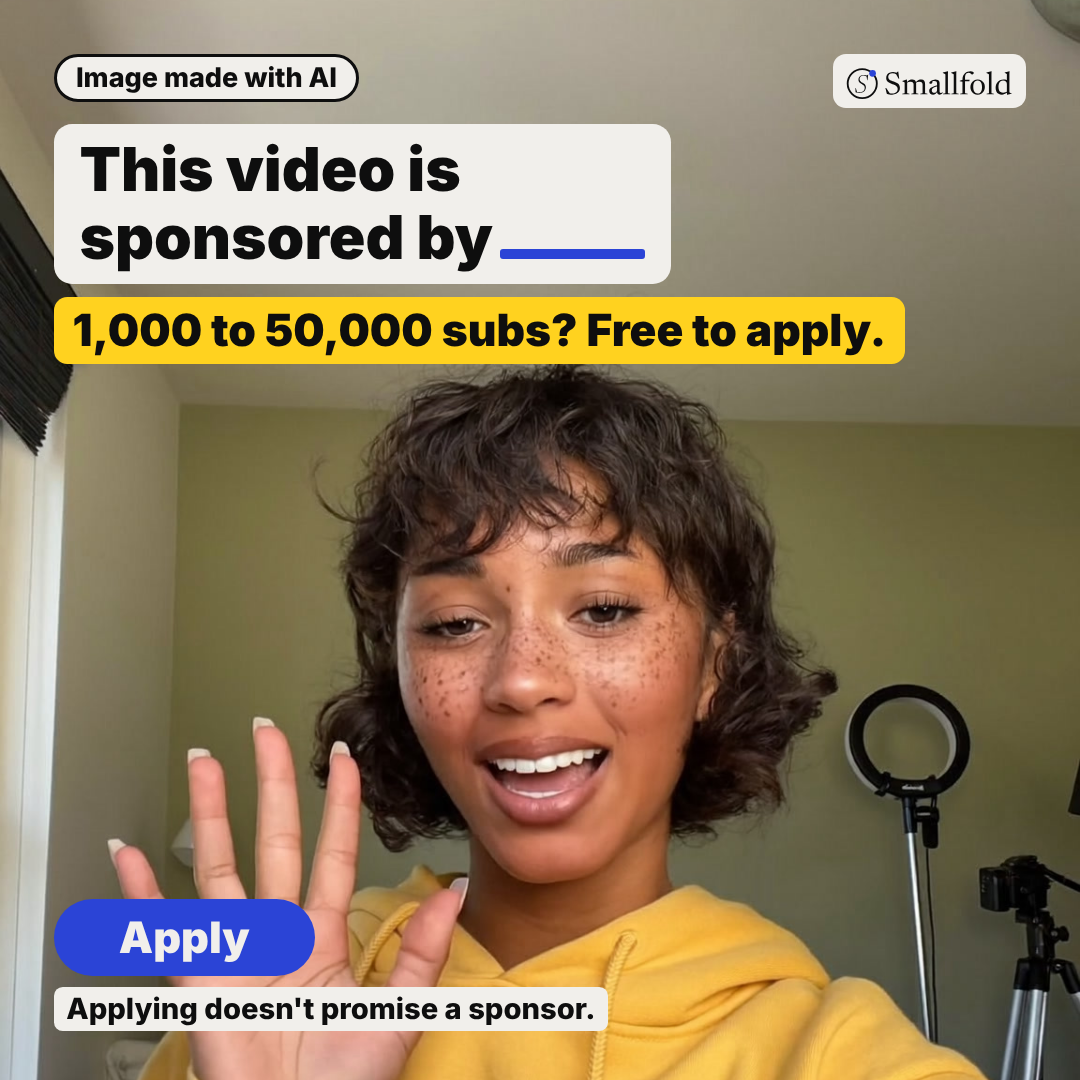 Image made with AI
Smallfold
This video is
sponsored by
1,000 to 50,000 subs? Free to apply.
Apply
Applying doesn't promise a sponsor.